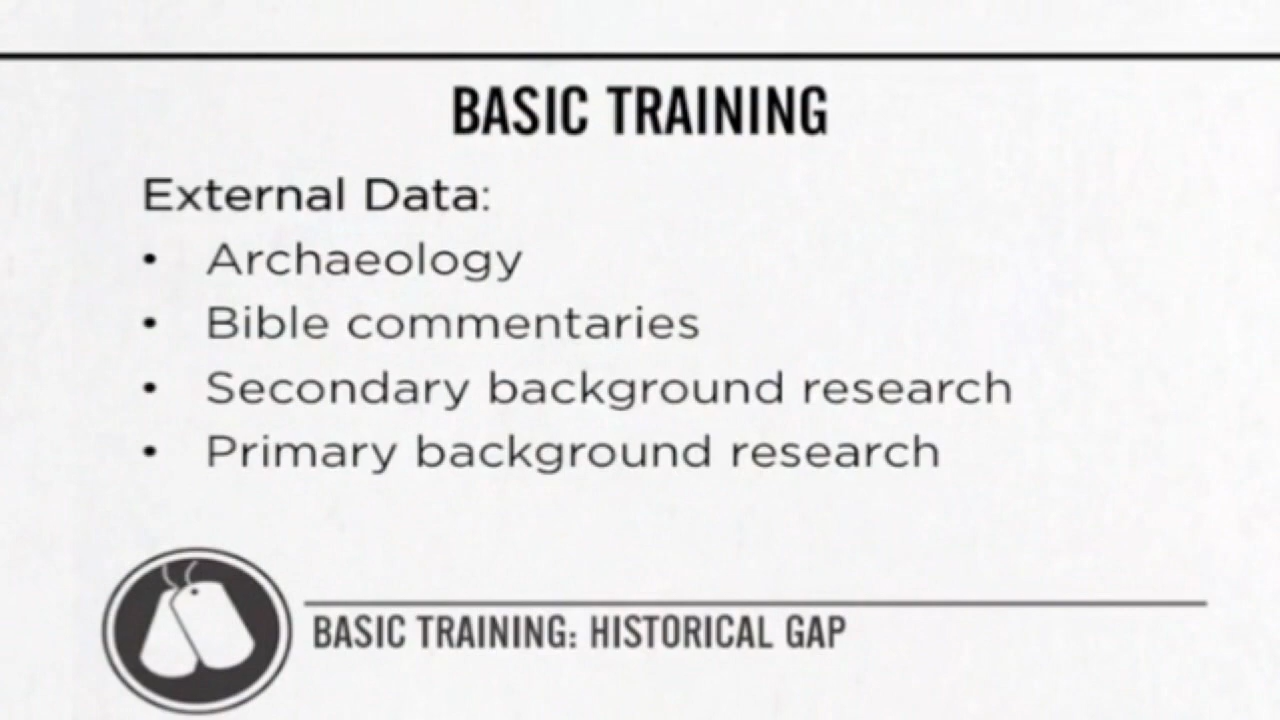 BASIC TRAINING
External Data:
• Archaeology
• Bible commentaries
• Secondary background research
• Primary background research
BASIC TRAINING: HISTORICAL GAP